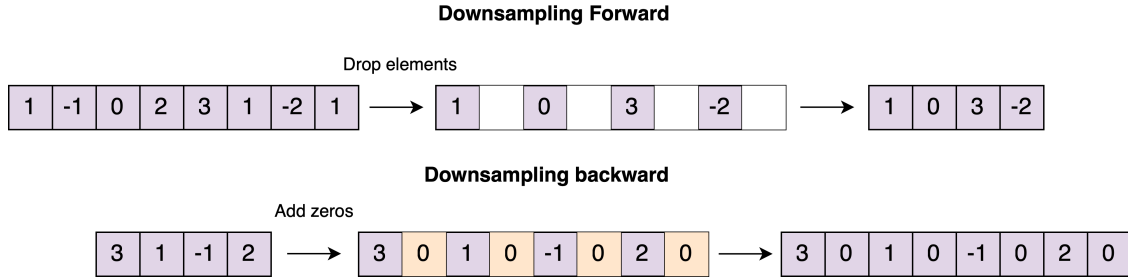 Downsampling Forward
Drop elements
1 -1 0 2 3 1 -2 1
1 0 3 -2
1 0 3 -2
Downsampling backward
Add zeros
3 1 -1 2
3 0 1 0 -1 0 2 0
3 0 1 0 -1 0 2 0